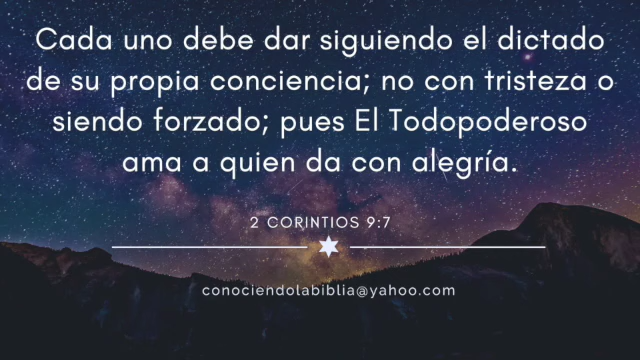 Cada uno debe dar siguiendo el dictado
de su propia conciencia; no con tristeza o
siendo forzado; pues El Todopoderoso
ama a quien da con alegría.
2 CORINTIOS 9:7
conociendolabiblia@yahoo.com